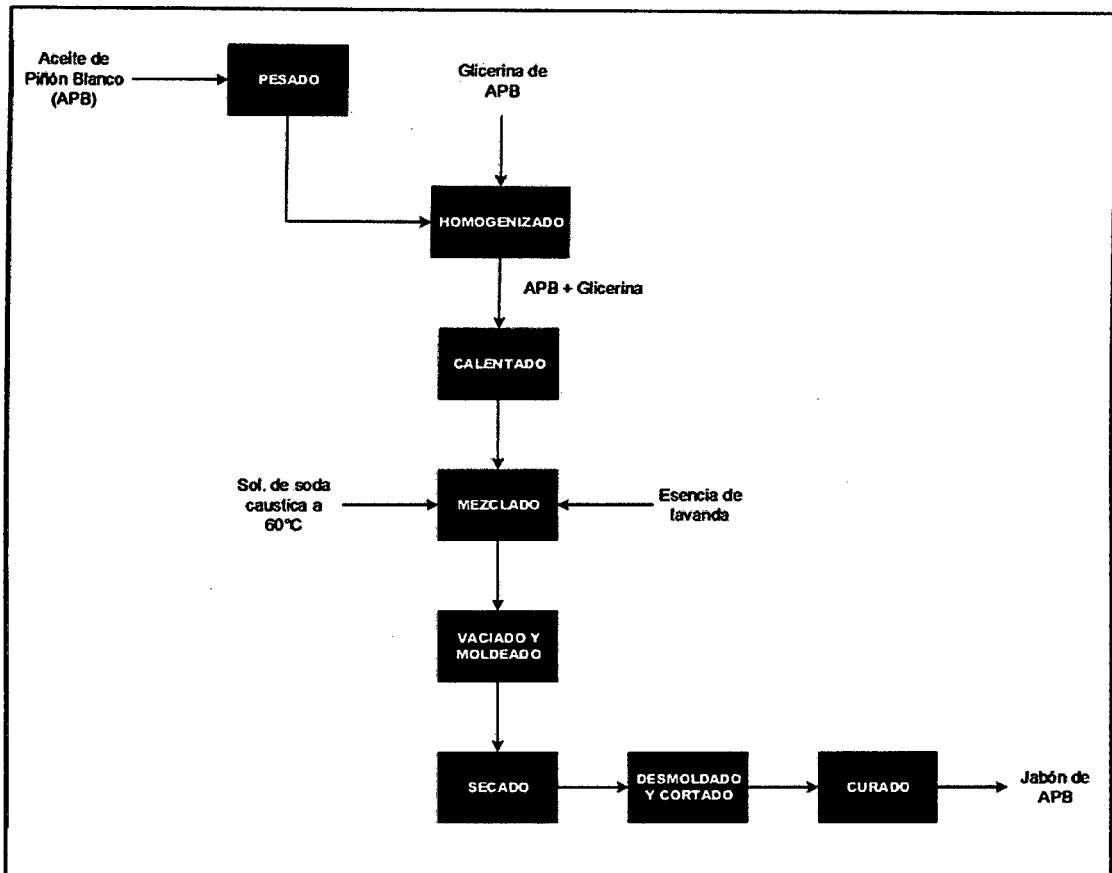 Aceite de
Piñón Blanco
(APB)
PESADO
Glicerina de
APB
HOMOGENIZADO
APB + Glicerina
CALENTADO
Sol. de soda
caustica a
60°C
MEZCLADO
Esencia de
lavanda
VACIADO Y
MOLDEADO
SECADO
DESMOLDADO
Y CORTADO
CURADO
Jabón de
APB